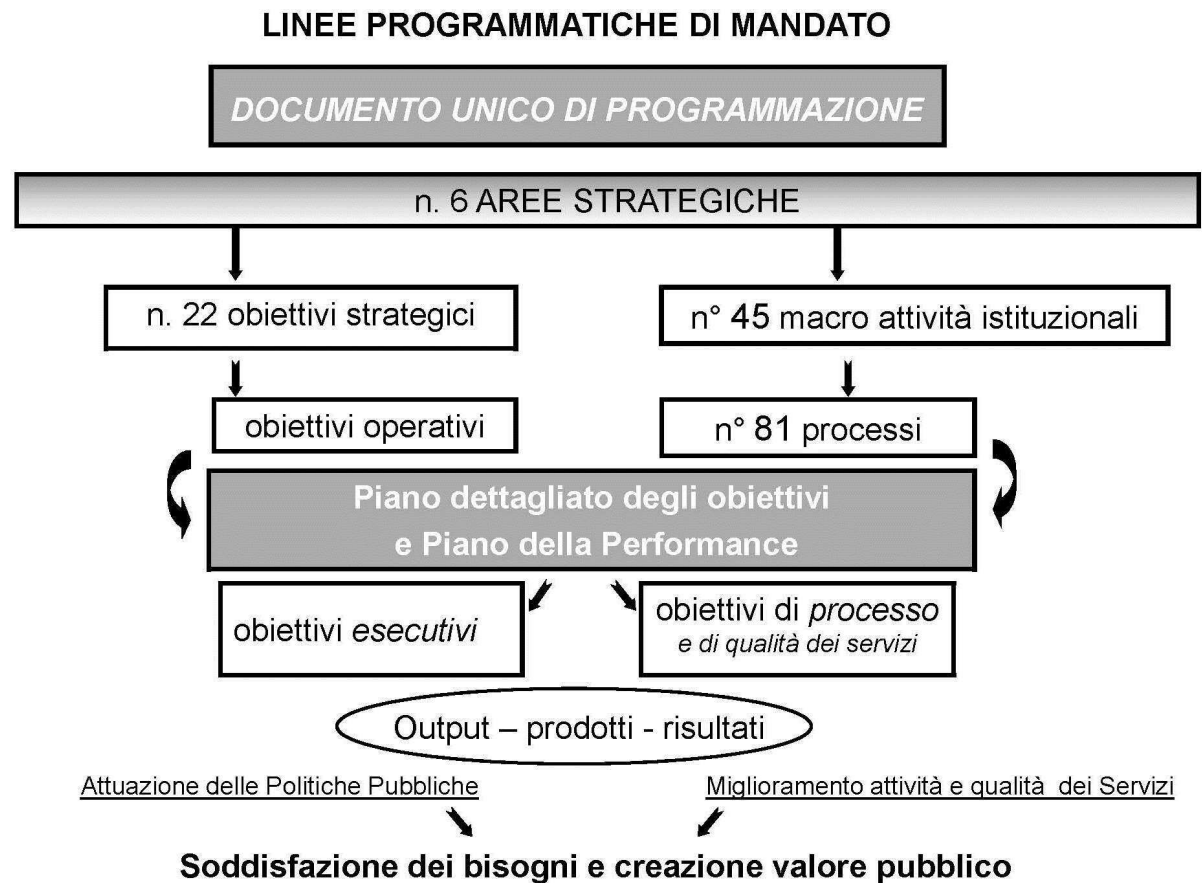 LINEE PROGRAMMATICHE DI MANDATO
DOCUMENTO UNICO DI PROGRAMMAZIONE
n. 6 AREE STRATEGICHE
n. 22 obiettivi strategici
n° 45 macro attività istituzionali
obiettivi operativi
n° 81 processi
Piano dettagliato degli obiettivi
e Piano della Performance
obiettivi esecutivi
obiettivi di processo
e di qualità dei servizi
Output – prodotti - risultati
Attuazione delle Politiche Pubbliche
Miglioramento attività e qualità dei Servizi
Soddisfazione dei bisogni e creazione valore pubblico